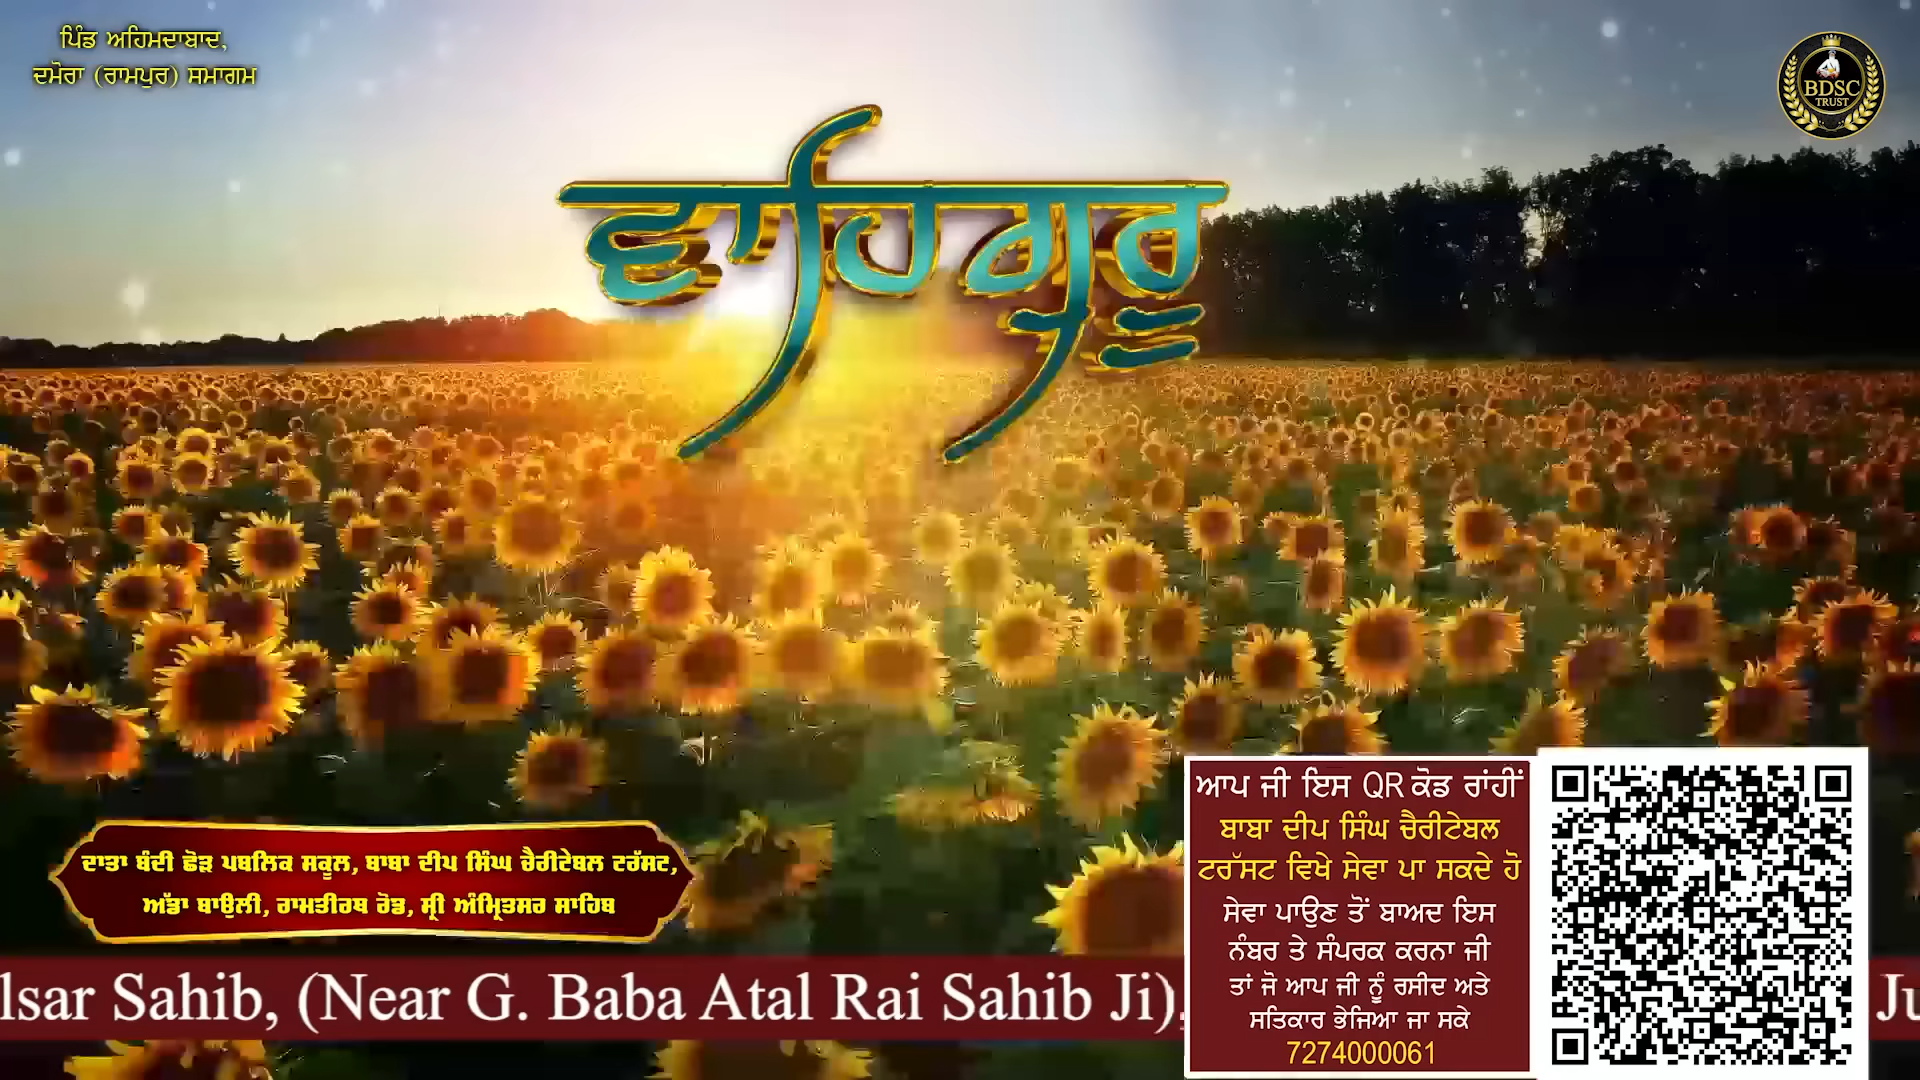 ਪਿੰਡ ਅਹਿਮਦਾਬਾਦ,
ਦਮੋਰਾ (ਰਾਮਪੁਰ) ਸਮਾਗਮ
BDSC
TRUST
ਵਾਹਿਗੁਰੂ
ਦਾਤਾ ਬੰਦੀ ਛੋੜ ਪਬਲਿਕ ਸਕੂਲ, ਬਾਬਾ ਦੀਪ ਸਿੰਘ ਚੈਰੀਟੇਬਲ ਟਰੱਸਟ,
ਅੱਡਾ ਬਾਉਲੀ, ਰਾਮਤੀਰਥ ਰੋਡ, ਸ੍ਰੀ ਅੰਮ੍ਰਿਤਸਰ ਸਾਹਿਬ
ਆਪ ਜੀ ਇਸ QR ਕੋਡ ਰਾਂਹੀਂ
ਬਾਬਾ ਦੀਪ ਸਿੰਘ ਚੈਰੀਟੇਬਲ
ਟਰੱਸਟ ਵਿਖੇ ਸੇਵਾ ਪਾ ਸਕਦੇ ਹੋ
ਸੇਵਾ ਪਾਉਣ ਤੋਂ ਬਾਅਦ ਇਸ
ਨੰਬਰ ਤੇ ਸੰਪਰਕ ਕਰਨਾ ਜੀ
ਤਾਂ ਜੋ ਆਪ ਜੀ ਨੂੰ ਰਸੀਦ ਅਤੇ
ਸਤਿਕਾਰ ਭੇਜਿਆ ਜਾ ਸਕੇ
7274000061
lsar Sahib, (Near G. Baba Atal Rai Sahib Ji), Ju